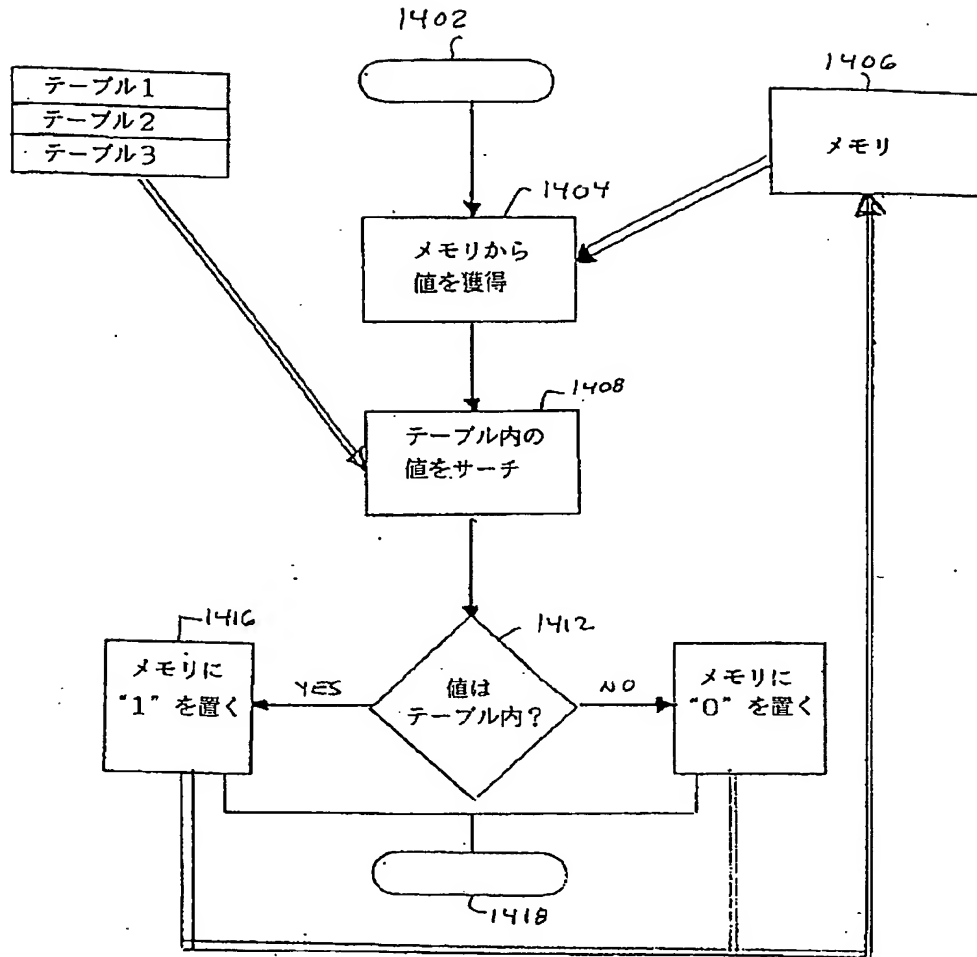 1402
1406
テーブル1
テーブル2
テーブル3
メモリ
1404
メモリから
値を獲得
1408
テーブル内の
値をサーチ
1416
1412
メモリに
“1”を置く
YES
値は
テーブル内?
NO
メモリに
“0”を置く
1418